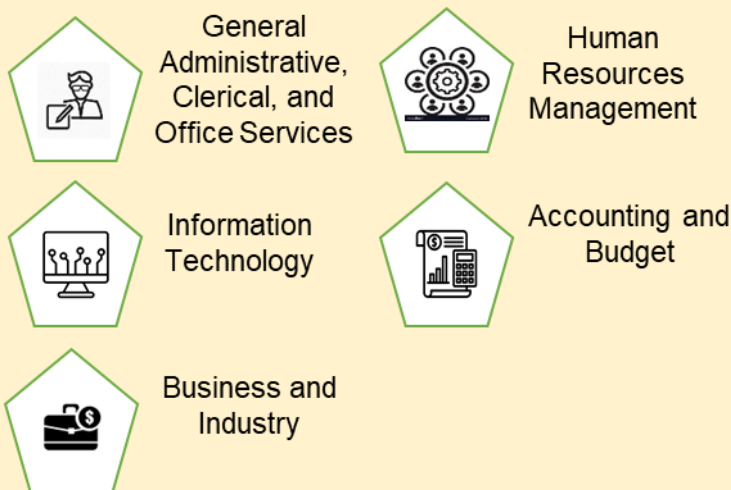 General
Administrative,
Clerical, and
Office Services
Human
Resources
Management
Information
Technology
Accounting and
Budget
Business and
Industry